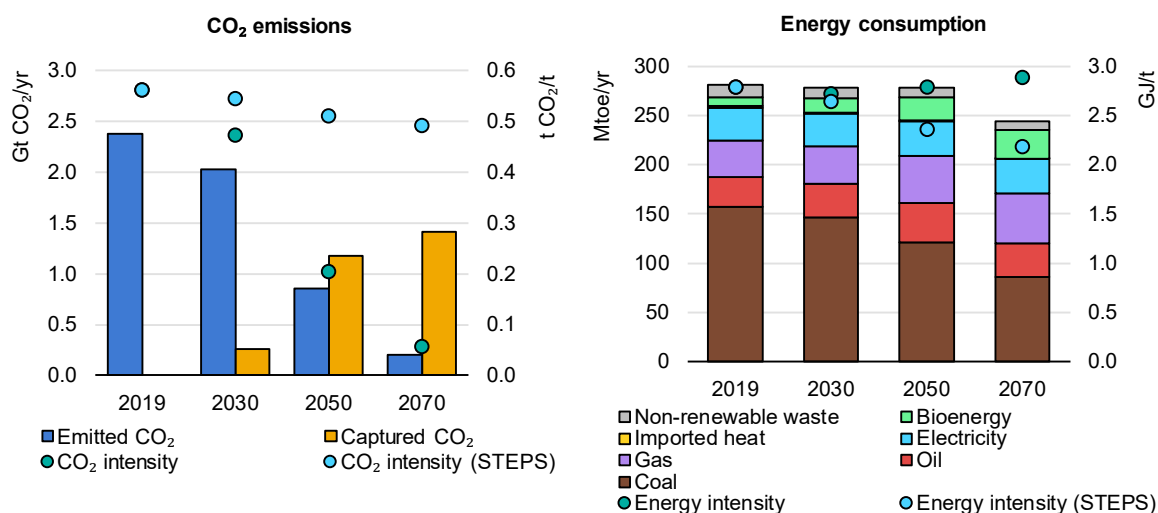 CO₂ emissions
Gt CO₂/yr
3.0
2.5
2.0
1.5
1.0
0.5
0.0
0.6
0.5
0.4
0.3
0.2
0.1
0.0
t CO₂/t
2019 2030 2050 2070
Emitted CO₂ Captured CO₂
CO₂ intensity CO₂ intensity (STEPS)
Energy consumption
Mtoe/yr
300
250
200
150
100
50
0
3.0
2.5
2.0
1.5
1.0
0.5
0.0
GJ/t
2019 2030 2050 2070
Non-renewable waste Bioenergy
Imported heat Electricity
Gas Oil
Coal
Energy intensity Energy intensity (STEPS)